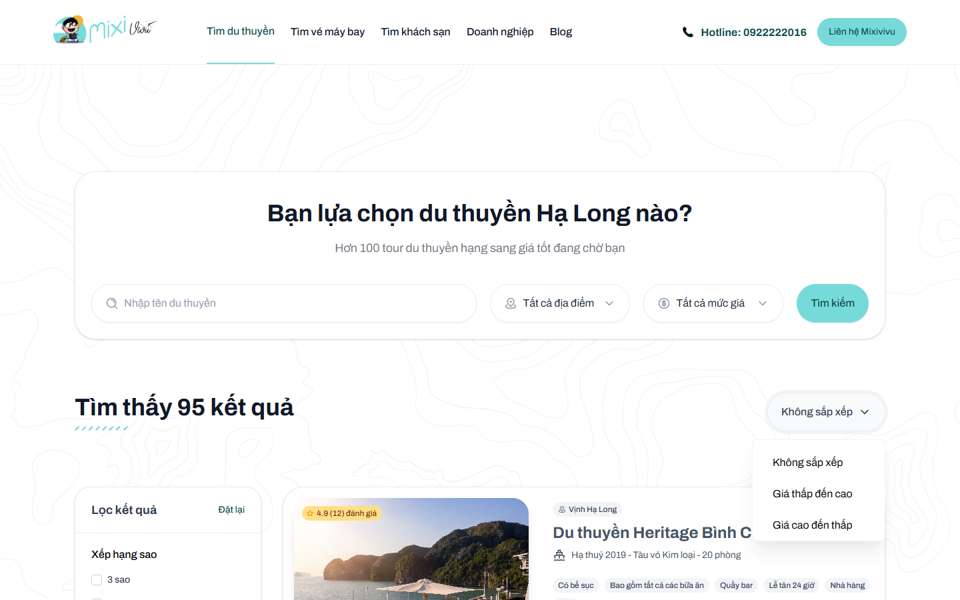 mixi Vivu
Tìm du thuyền
Tìm vé máy bay
Tìm khách sạn
Doanh nghiệp
Blog
Hotline: 0922222016
Liên hệ Mixivivu
Bạn lựa chọn du thuyền Hạ Long nào?
Hơn 100 tour du thuyền hạng sang giá tốt đang chờ bạn
Nhập tên du thuyền
Tất cả địa điểm
Tất cả mức giá
Tìm kiếm
Tìm thấy 95 kết quả
Không sắp xếp
Không sắp xếp
Giá thấp đến cao
Giá cao đến thấp
Lọc kết quả
Đặt lại
Xếp hạng sao
3 sao
4.9 (12) đánh giá
Vịnh Hạ Long
Du thuyền Heritage Bình C
Hạ thuỷ 2019 - Tàu vỏ Kim loại - 20 phòng
Có bể sục
Bao gồm tất cả các bữa ăn
Quầy bar
Lễ tân 24 giờ
Nhà hàng